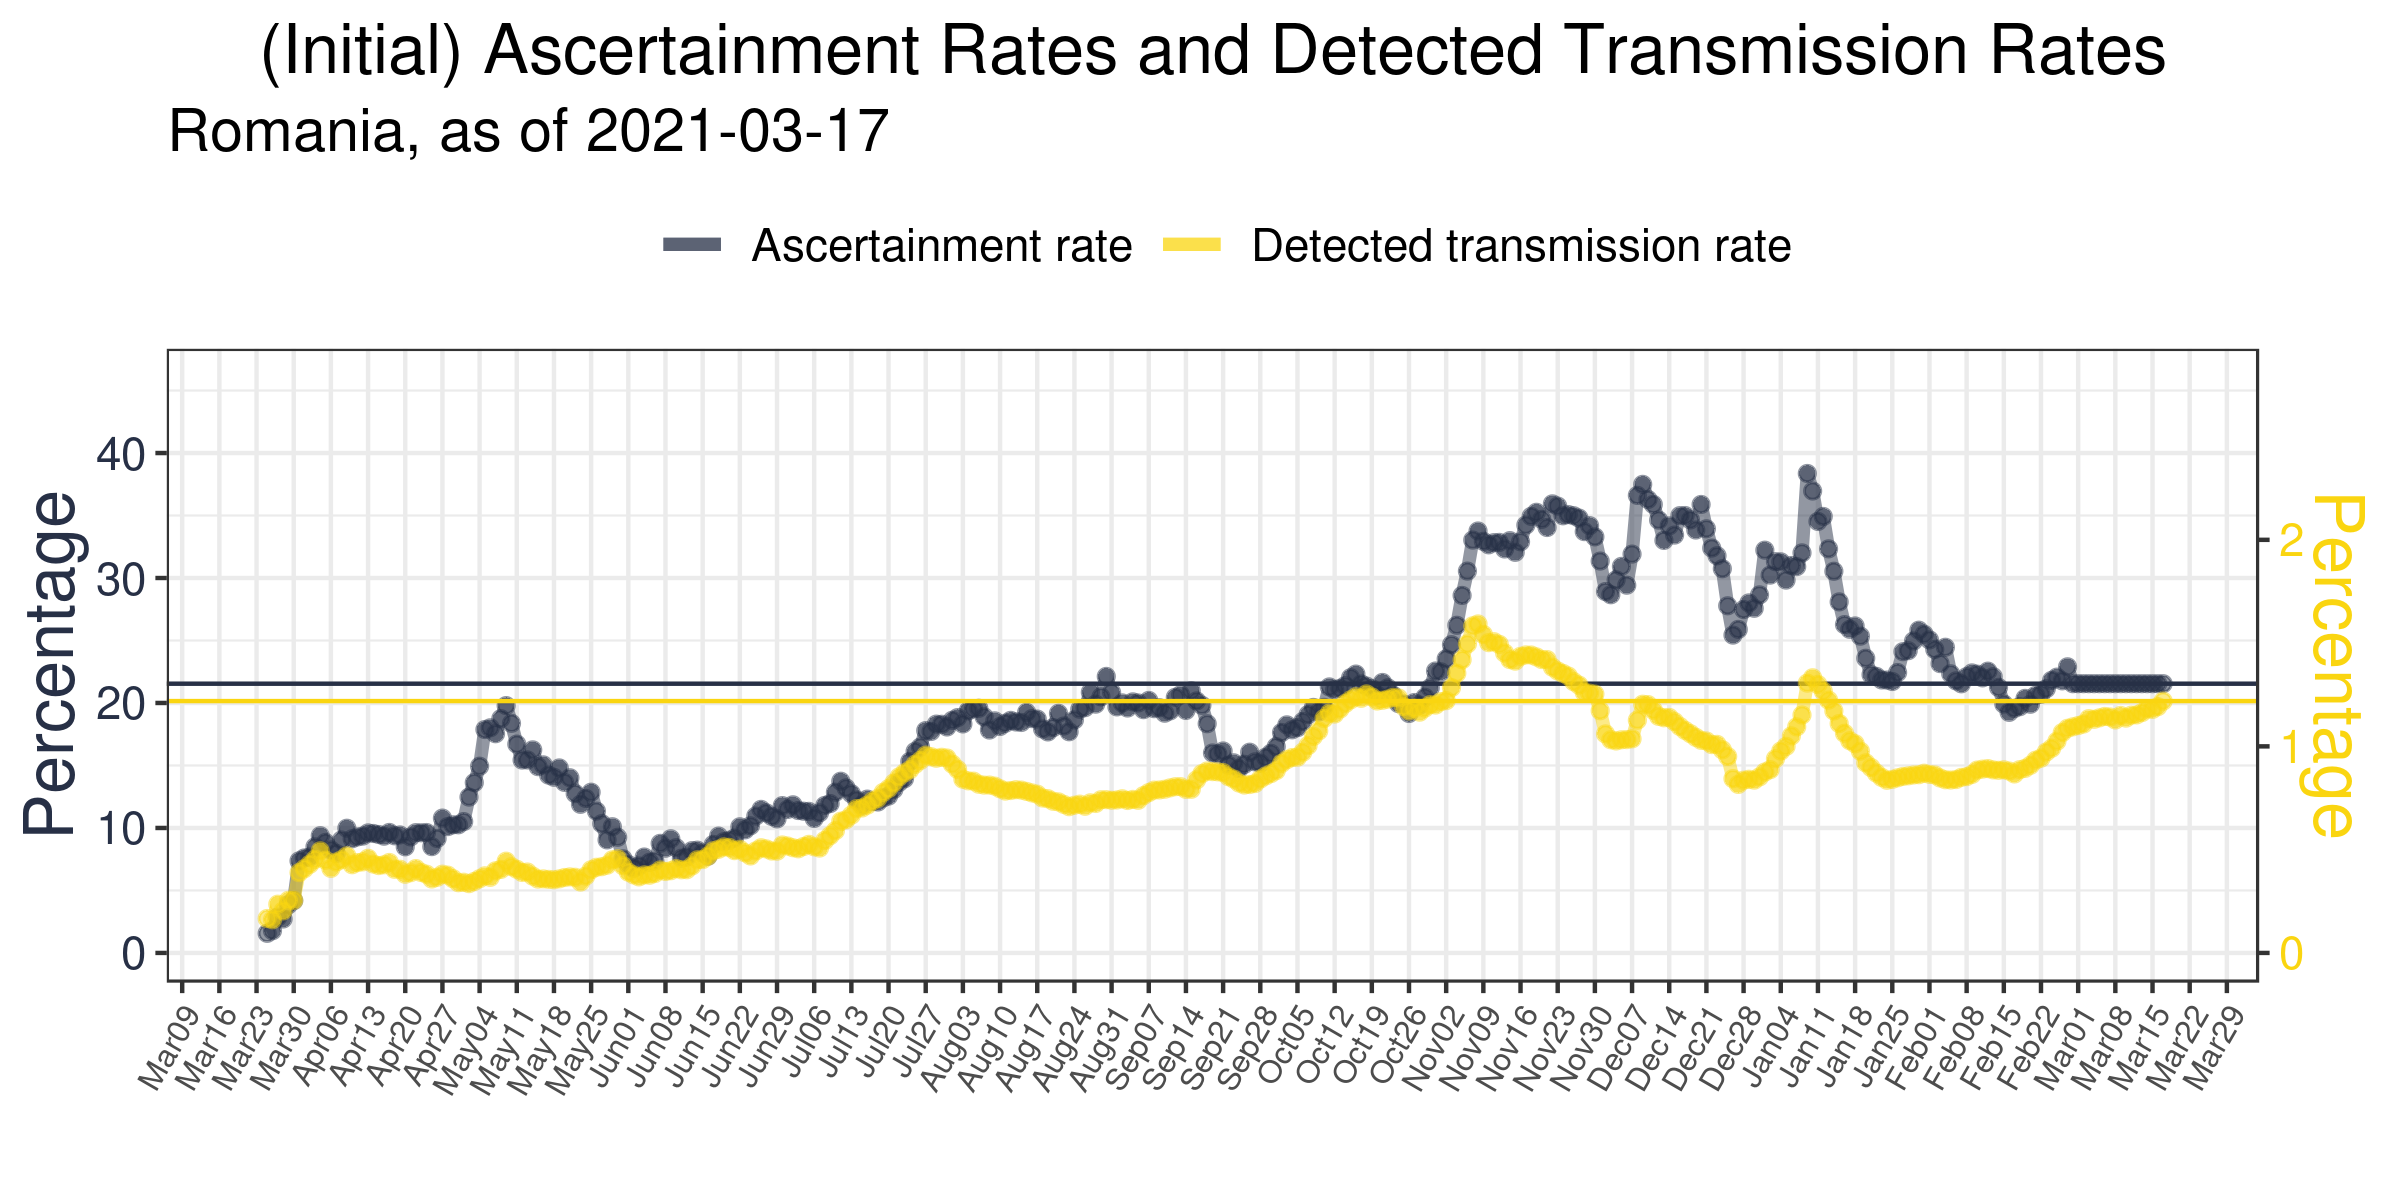 (Initial) Ascertainment Rates and Detected Transmission Rates
Romania, as of 2021-03-17
Ascertainment rate Detected transmission rate
Percentage
40
30
20
10
0
2
1
0
Percentage
Mar09 Mar16 Mar23 Mar30 Apr06 Apr13 Apr20 Apr27 May04 May11 May18 May25 Jun01 Jun08 Jun15 Jun22 Jun29 Jul06 Jul13 Jul20 Jul27 Aug03 Aug10 Aug17 Aug24 Aug31 Sep07 Sep14 Sep21 Sep28 Oct05 Oct12 Oct19 Oct26 Nov02 Nov09 Nov16 Nov23 Nov30 Dec07 Dec14 Dec21 Dec28 Jan04 Jan11 Jan18 Jan25 Feb01 Feb08 Feb15 Feb22 Mar01 Mar08 Mar15 Mar22 Mar29